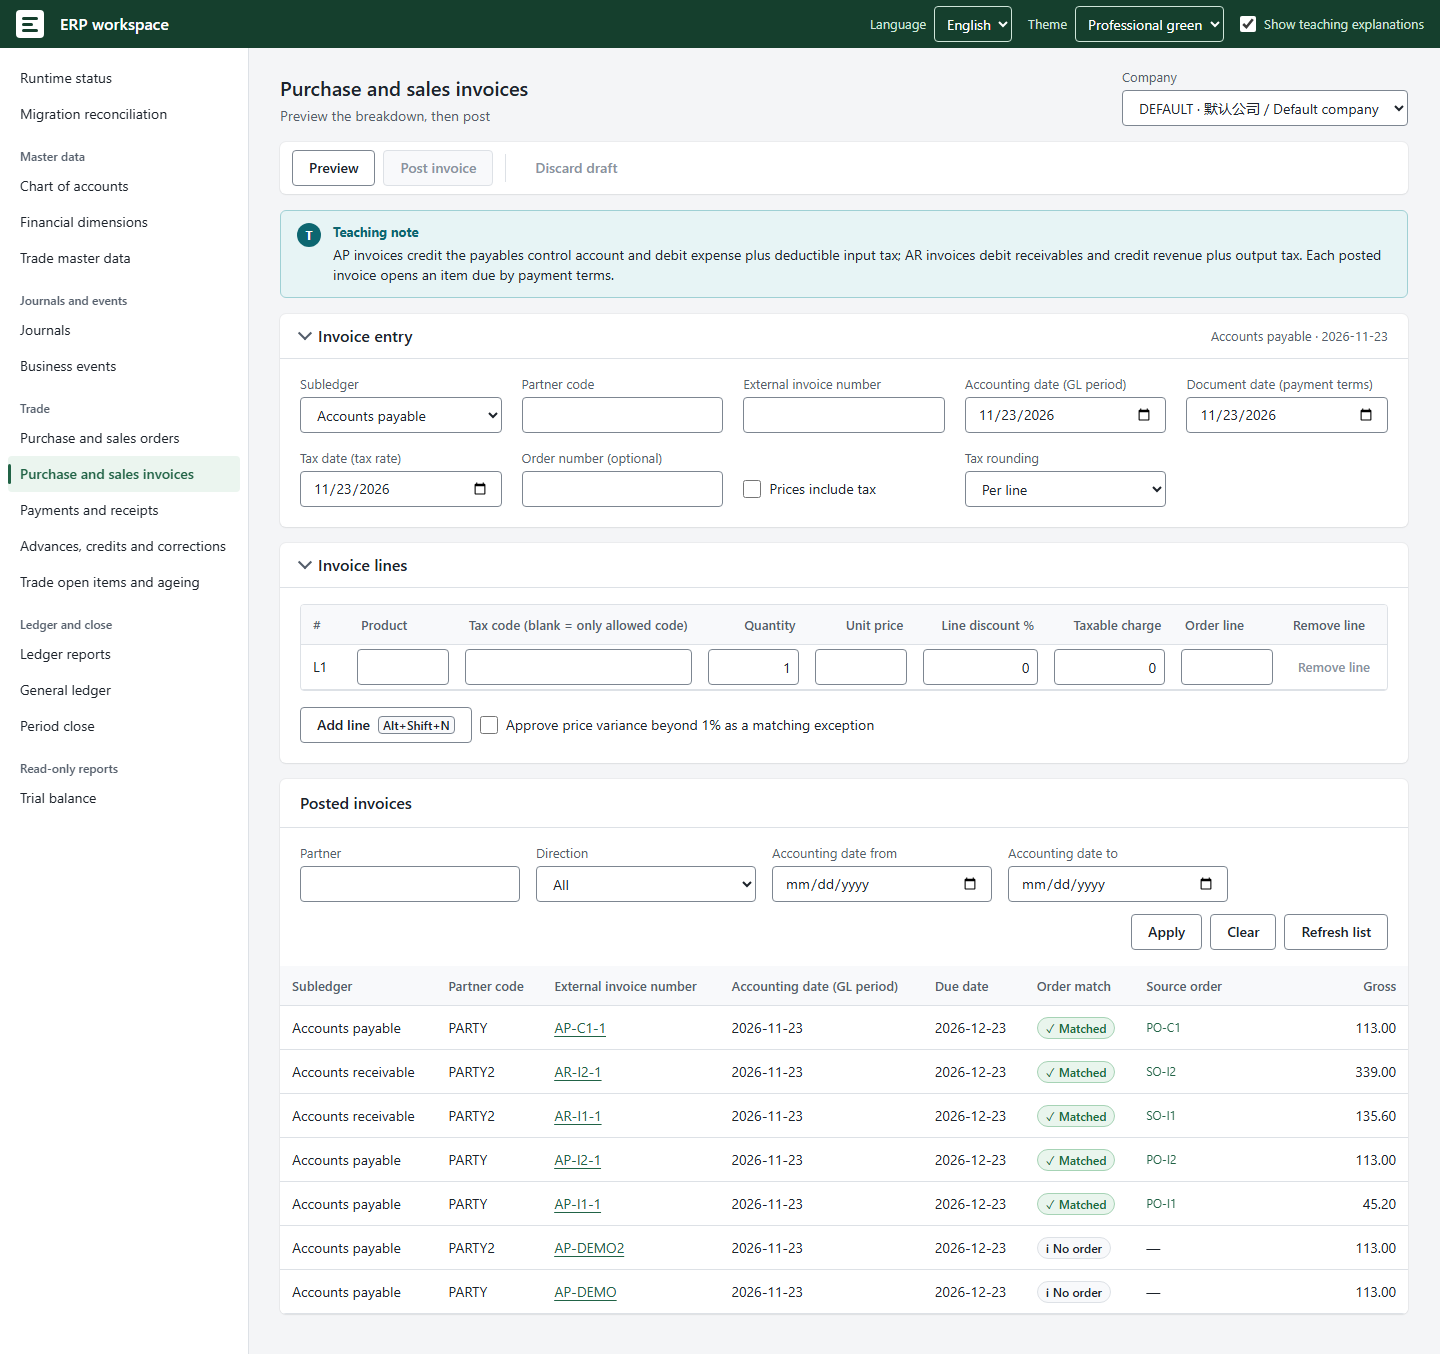 ERP workspace
Language English Theme Professional green Show teaching explanations
Runtime status
Migration reconciliation
Master data
Chart of accounts
Financial dimensions
Trade master data
Journals and events
Journals
Business events
Trade
Purchase and sales orders
Purchase and sales invoices
Payments and receipts
Advances, credits and corrections
Trade open items and ageing
Ledger and close
Ledger reports
General ledger
Period close
Read-only reports
Trial balance
Purchase and sales invoices
Preview the breakdown, then post
Company
DEFAULT · 默认公司 / Default company
Preview Post invoice Discard draft
T Teaching note
AP invoices credit the payables control account and debit expense plus deductible input tax; AR invoices debit receivables and credit revenue plus output tax. Each posted
invoice opens an item due by payment terms.
Invoice entry Accounts payable · 2026-11-23
Subledger Partner code External invoice number Accounting date (GL period) Document date (payment terms)
Accounts payable 11/23/2026 11/23/2026
Tax date (tax rate) Order number (optional) Tax rounding
11/23/2026 Prices include tax Per line
Invoice lines
# Product Tax code (blank = only allowed code) Quantity Unit price Line discount % Taxable charge Order line Remove line
L1 1 0 0 Remove line
Add line Alt+Shift+N Approve price variance beyond 1% as a matching exception
Posted invoices
Partner Direction Accounting date from Accounting date to
All mm/dd/yyyy mm/dd/yyyy
Apply Clear Refresh list
Subledger Partner code External invoice number Accounting date (GL period) Due date Order match Source order Gross
Accounts payable PARTY AP-C1-1 2026-11-23 2026-12-23 ✓ Matched PO-C1 113.00
Accounts receivable PARTY2 AR-I2-1 2026-11-23 2026-12-23 ✓ Matched SO-I2 339.00
Accounts receivable PARTY2 AR-I1-1 2026-11-23 2026-12-23 ✓ Matched SO-I1 135.60
Accounts payable PARTY AP-I2-1 2026-11-23 2026-12-23 ✓ Matched PO-I2 113.00
Accounts payable PARTY AP-I1-1 2026-11-23 2026-12-23 ✓ Matched PO-I1 45.20
Accounts payable PARTY2 AP-DEMO2 2026-11-23 2026-12-23 i No order — 113.00
Accounts payable PARTY AP-DEMO 2026-11-23 2026-12-23 i No order — 113.00